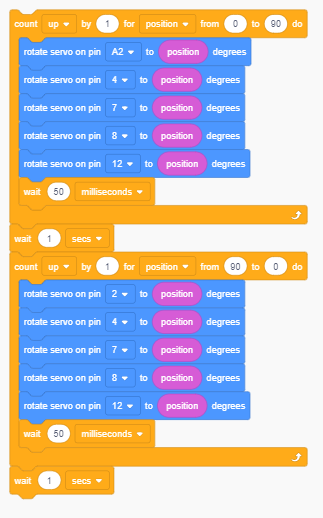 count up by 1 for position from 0 to 90 do
rotate servo on pin A2 to position degrees
rotate servo on pin 4 to position degrees
rotate servo on pin 7 to position degrees
rotate servo on pin 8 to position degrees
rotate servo on pin 12 to position degrees
wait 50 milliseconds
wait 1 secs
count up by 1 for position from 90 to 0 do
rotate servo on pin 2 to position degrees
rotate servo on pin 4 to position degrees
rotate servo on pin 7 to position degrees
rotate servo on pin 8 to position degrees
rotate servo on pin 12 to position degrees
wait 50 milliseconds
wait 1 secs